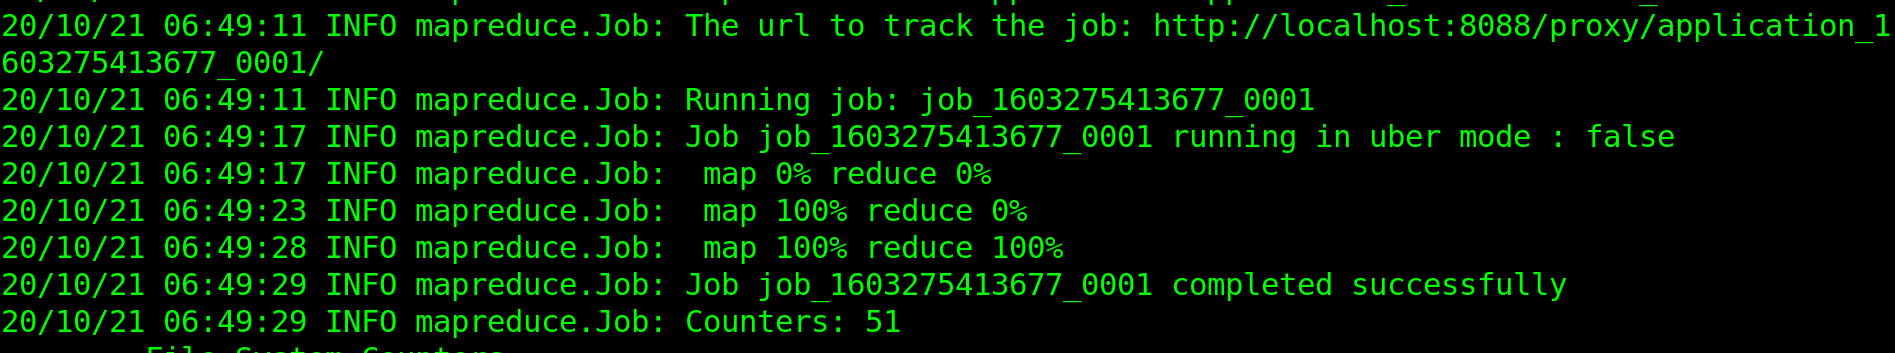 20/10/21 06:49:11 INFO mapreduce.Job: The url to track the job: http://localhost:8088/proxy/application_1
603275413677_0001/
20/10/21 06:49:11 INFO mapreduce.Job: Running job: job_1603275413677_0001
20/10/21 06:49:17 INFO mapreduce.Job: Job job_1603275413677_0001 running in uber mode : false
20/10/21 06:49:17 INFO mapreduce.Job:  map 0% reduce 0%
20/10/21 06:49:23 INFO mapreduce.Job:  map 100% reduce 0%
20/10/21 06:49:28 INFO mapreduce.Job:  map 100% reduce 100%
20/10/21 06:49:29 INFO mapreduce.Job: Job job_1603275413677_0001 completed successfully
20/10/21 06:49:29 INFO mapreduce.Job: Counters: 51
File System Counters